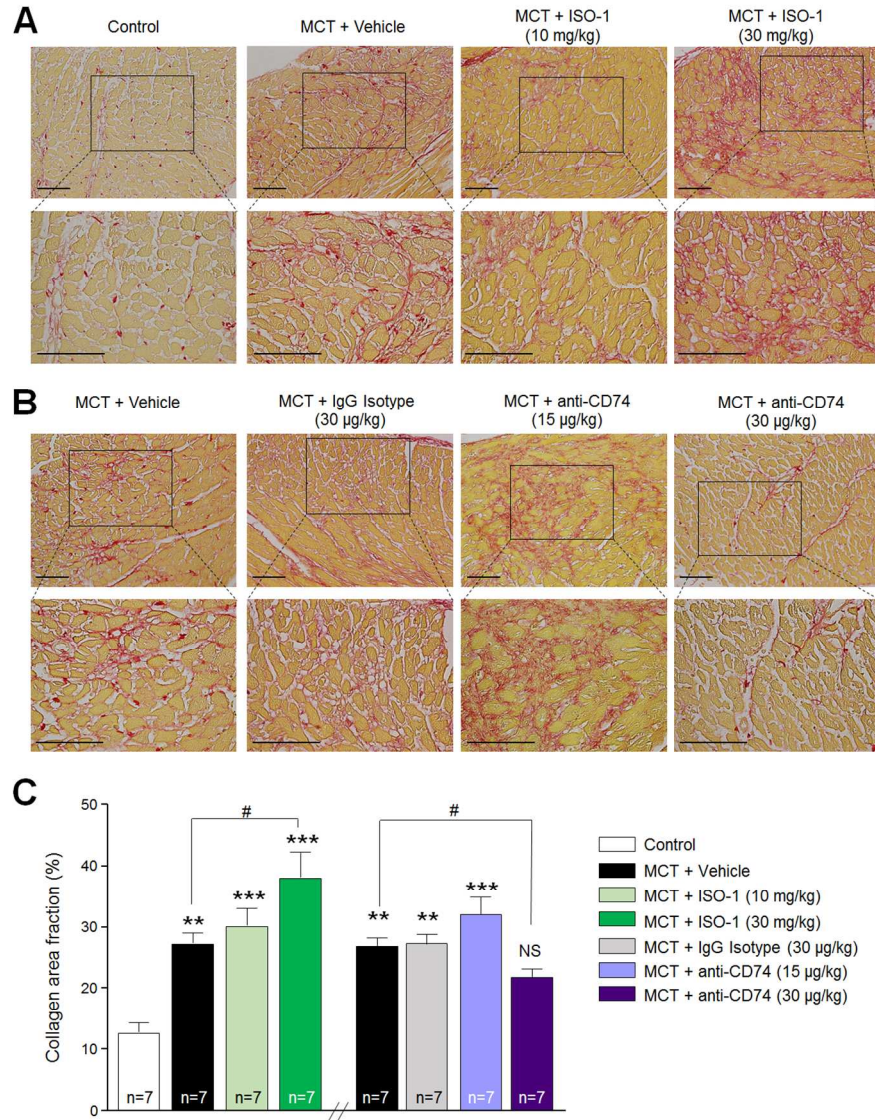 A
Control
MCT + Vehicle
MCT + ISO-1
(10 mg/kg)
MCT + ISO-1
(30 mg/kg)
B
MCT + Vehicle
MCT + IgG Isotype
(30 µg/kg)
MCT + anti-CD74
(15 µg/kg)
MCT + anti-CD74
(30 µg/kg)
C
Collagen area fraction (%)
50
40
30
20
10
0
#
#
**
***
***
**
**
***
NS
n=7
n=7
n=7
n=7
//
n=7
n=7
n=7
n=7
Control
MCT + Vehicle
MCT + ISO-1 (10 mg/kg)
MCT + ISO-1 (30 mg/kg)
MCT + IgG Isotype (30 µg/kg)
MCT + anti-CD74 (15 µg/kg)
MCT + anti-CD74 (30 µg/kg)